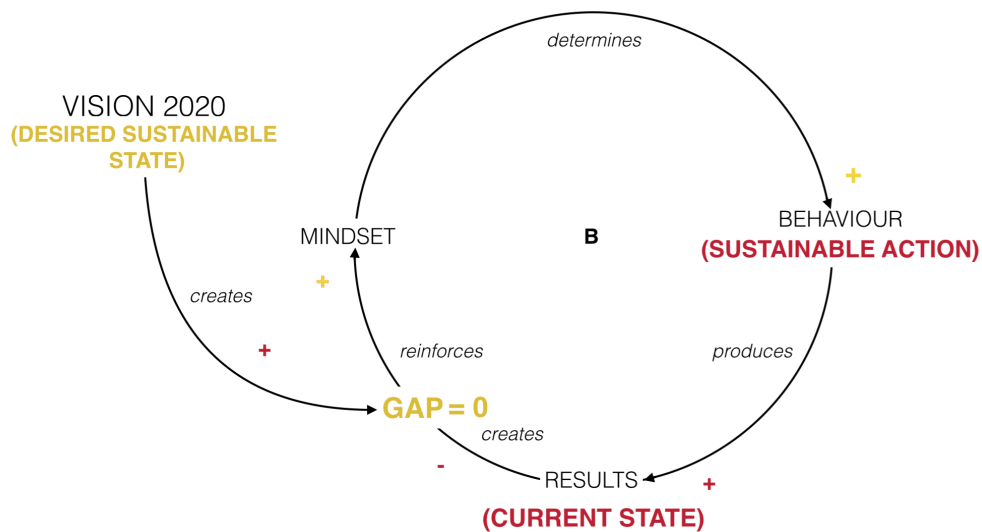 determines
VISION 2020
(DESIRED SUSTAINABLE
STATE)
+
BEHAVIOUR
(SUSTAINABLE ACTION)
MINDSET
B
+
creates
+
reinforces
produces
GAP = 0
creates
-
RESULTS
+
(CURRENT STATE)